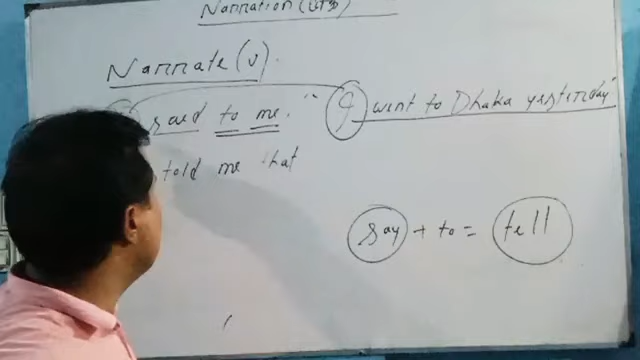 Narration
Narrate (v).
said to me, "I went to Dhaka yesterday"
told me that
say + to = tell